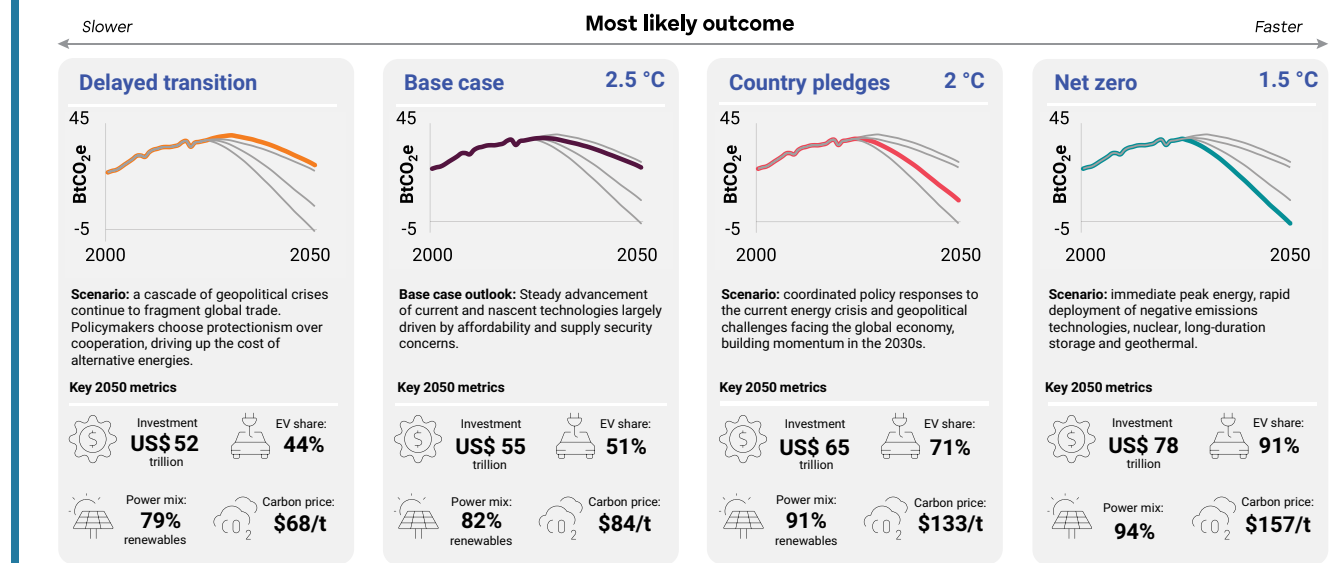 Slower
Most likely outcome
Faster
Delayed transition
45
BtCO2e
-5
2000
2050
Scenario: a cascade of geopolitical crises
continue to fragment global trade.
Policymakers choose protectionism over
cooperation, driving up the cost of
alternative energies.
Key 2050 metrics
Investment
US$ 52
trillion
EV share:
44%
Power mix:
79%
renewables
CO2
Carbon price:
$68/t
Base case
2.5 °C
45
BtCO2e
-5
2000
2050
Base case outlook: Steady advancement
of current and nascent technologies largely
driven by affordability and supply security
concerns.
Key 2050 metrics
$
Investment
US$ 55
trillion
EV share:
51%
Power mix:
82%
renewables
CO2
Carbon price:
$84/t
Country pledges
2 °C
45
BtCO2e
-5
2000
2050
Scenario: coordinated policy responses to
the current energy crisis and geopolitical
challenges facing the global economy,
building momentum in the 2030s.
Key 2050 metrics
$
Investment
US$ 65
trillion
EV share:
71%
Power mix:
91%
renewables
CO2
Carbon price:
$133/t
Net zero
1.5 °C
45
BtCO2e
-5
2000
2050
Scenario: immediate peak energy, rapid
deployment of negative emissions
technologies, nuclear, long-duration
storage and geothermal.
Key 2050 metrics
$
Investment
US$ 78
trillion
EV share:
91%
Power mix:
94%
CO2
Carbon price:
$157/t